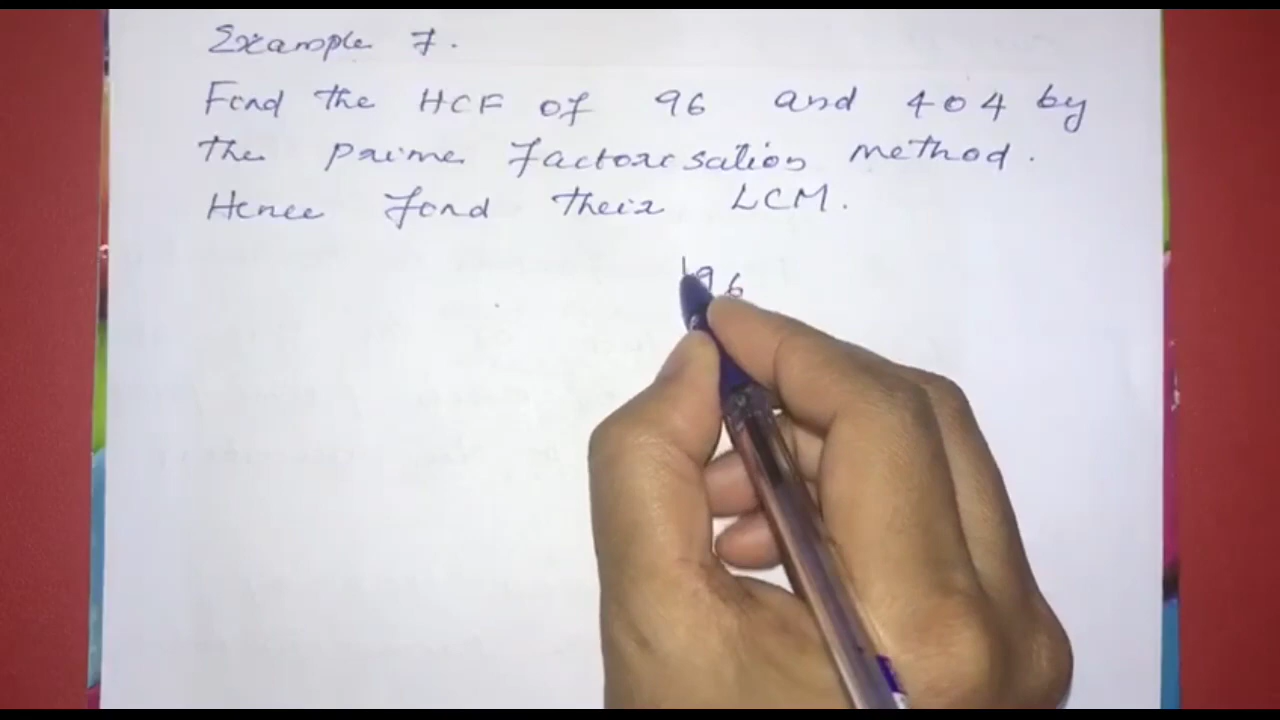 Example 7.
Find the HCF of 96 and 404 by
the prime factorisation method.
Hence find their LCM.
96